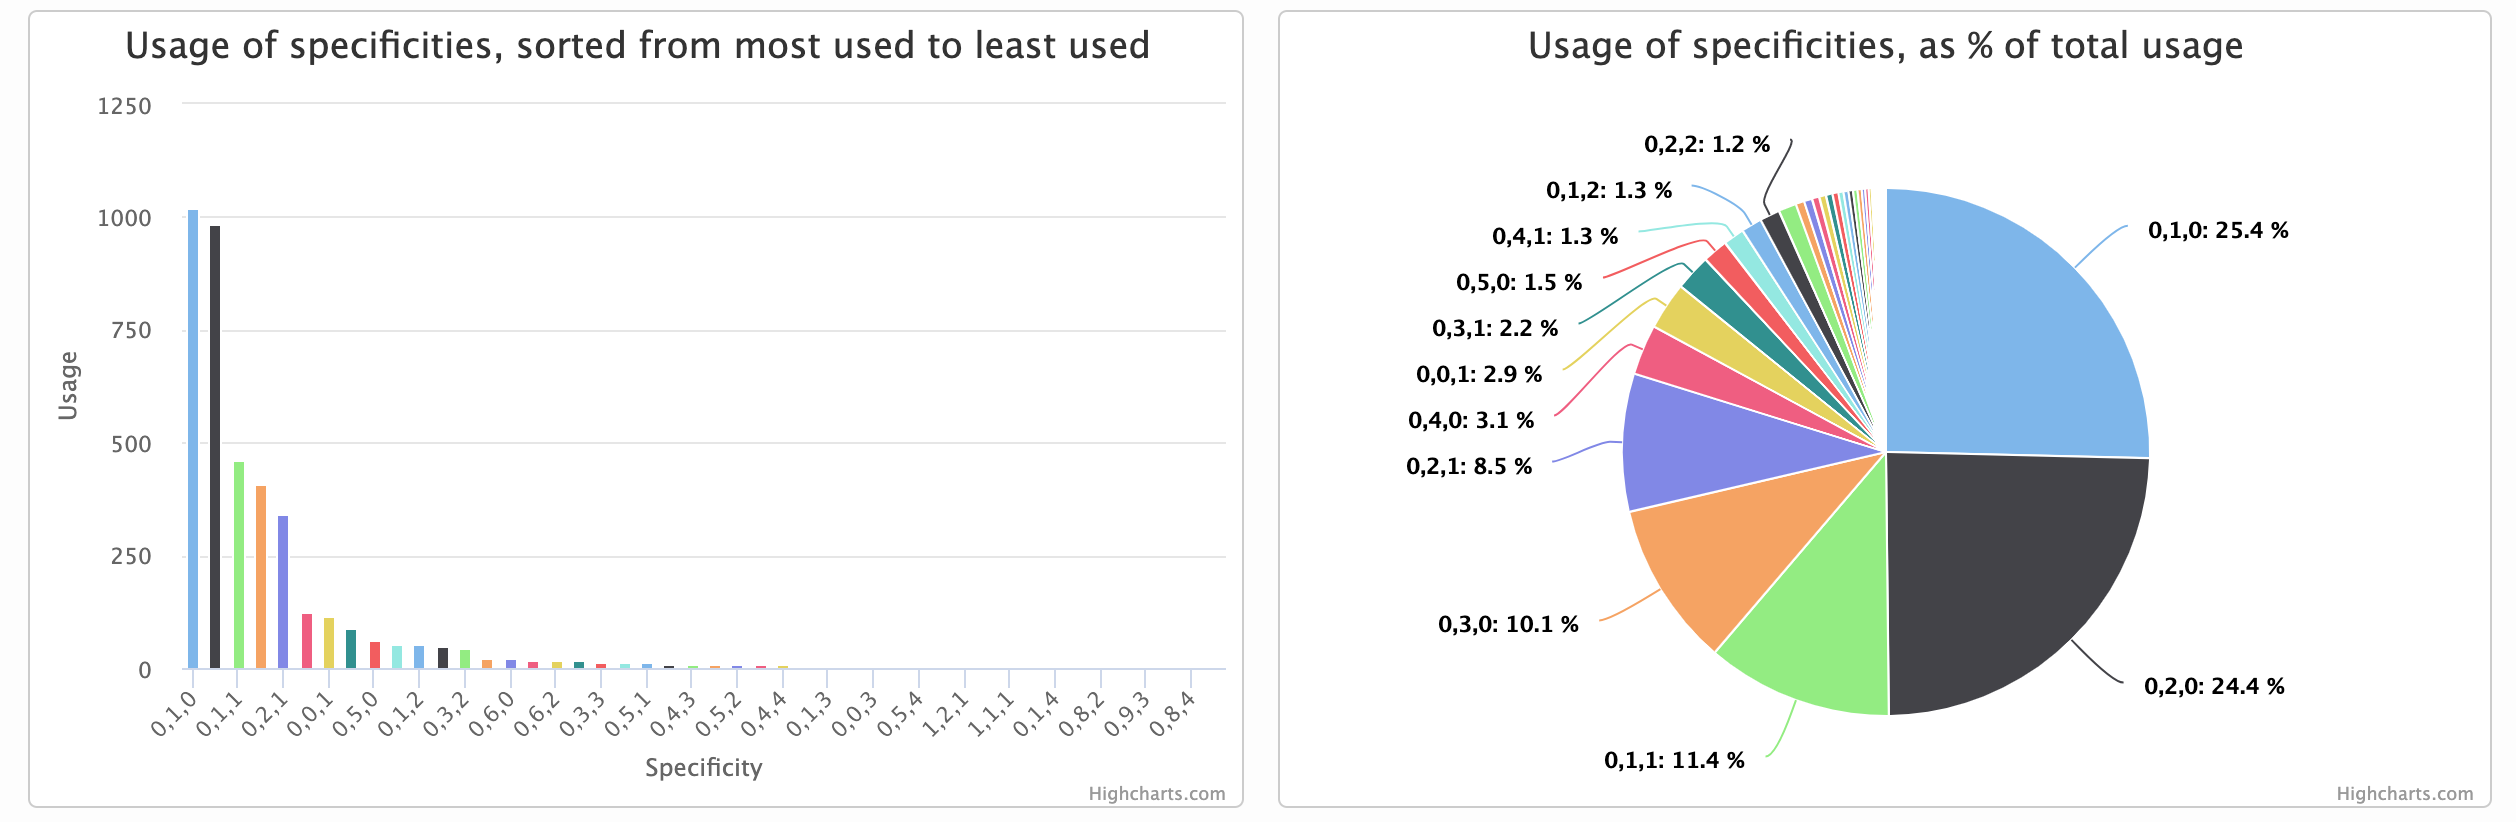 Usage of specificities, sorted from most used to least used
1250
1000
750
500
250
0
Usage
0,1,0
0,1,1
0,2,1
0,0,1
0,5,0
0,1,2
0,3,2
0,6,0
0,6,2
0,3,3
0,5,1
0,4,3
0,5,2
0,4,4
0,1,3
0,0,3
0,5,4
1,2,1
1,1,1
0,1,4
0,8,2
0,9,3
0,8,4
Specificity
Highcharts.com
Usage of specificities, as % of total usage
0,2,2: 1.2 %
0,1,2: 1.3 %
0,4,1: 1.3 %
0,5,0: 1.5 %
0,3,1: 2.2 %
0,0,1: 2.9 %
0,4,0: 3.1 %
0,2,1: 8.5 %
0,3,0: 10.1 %
0,1,1: 11.4 %
0,1,0: 25.4 %
0,2,0: 24.4 %
Highcharts.com